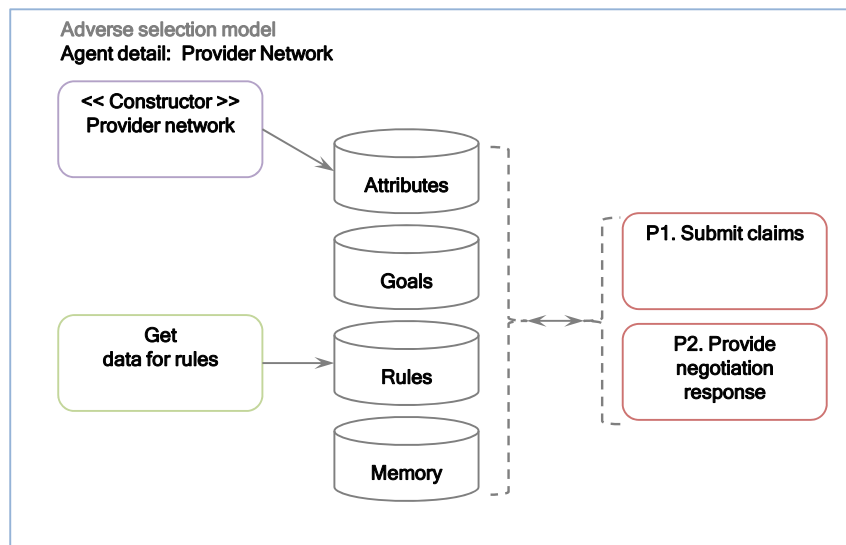 Adverse selection model
Agent detail:  Provider Network
<< Constructor >>
Provider network
Attributes
Goals
Get
data for rules
Rules
Memory
P1. Submit claims
P2. Provide
negotiation
response